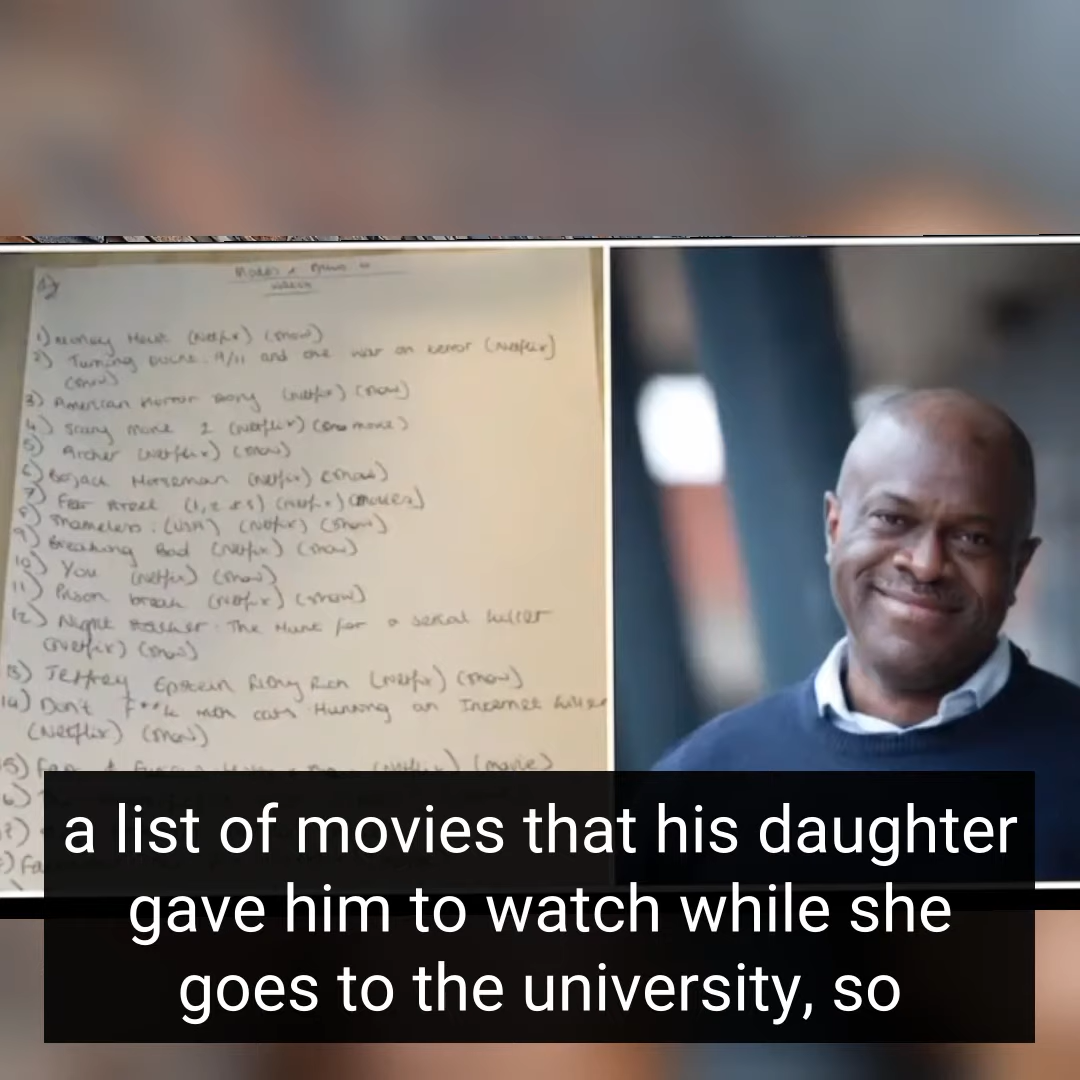 1) Money Heist (Netflix) (show)
2) Turning Point: 9/11 and the war on terror (Netflix)
(show)
3) American Horror Story (Netflix) (show)
4) Scary movie 2 (Netflix) (movie)
5) Archer (Netflix) (show)
6) Bojack Horseman (Netflix) (show)
7) Fear Street (1, 2 & 3) (Netflix) (movies)
8) Shameless: (USA) (Netflix) (show)
9) Breaking Bad (Netflix) (show)
10) You (Netflix) (show)
11) Prison break (Netflix) (show)
12) Night Stalker: The Hunt for a serial killer
(Netflix) (show)
13) Jeffrey Epstein Filthy Rich (Netflix) (show)
14) Don't F**k with cats Hunting an Internet killer
(Netflix) (show)
(movie)
a list of movies that his daughter
gave him to watch while she
goes to the university, so